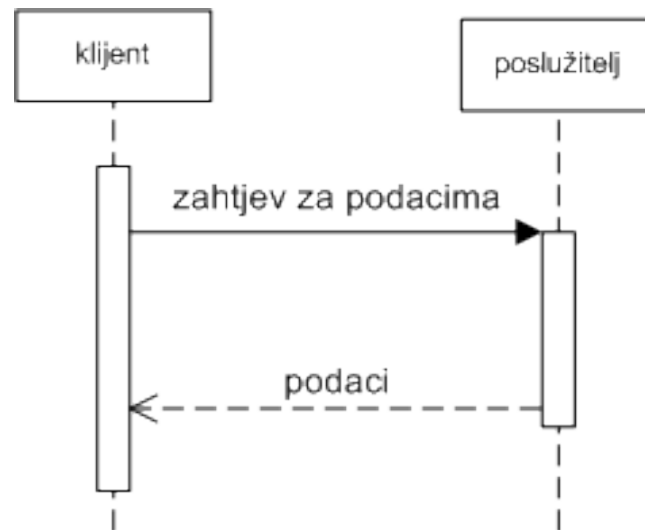 klijent
poslužitelj
zahtjev za podacima
podaci